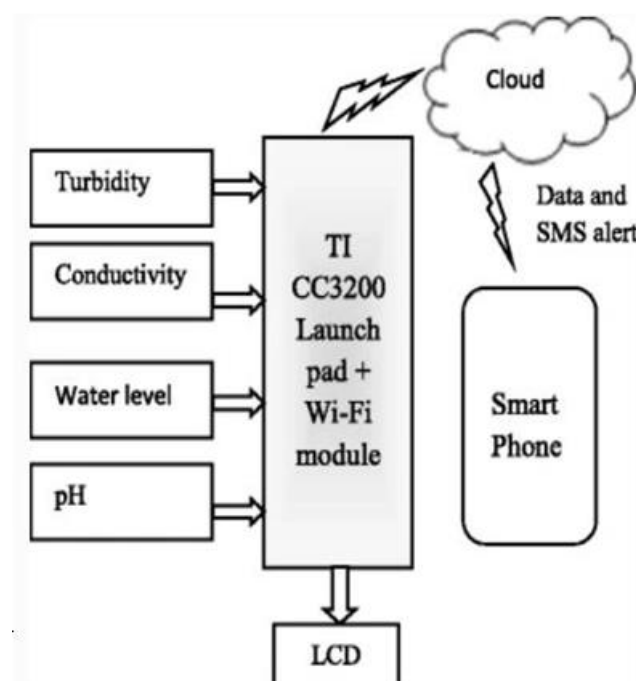 Cloud
Turbidity
Conductivity
Water level
pH
TI
CC3200
Launch
pad +
Wi-Fi
module
Data and
SMS alert
Smart
Phone
LCD